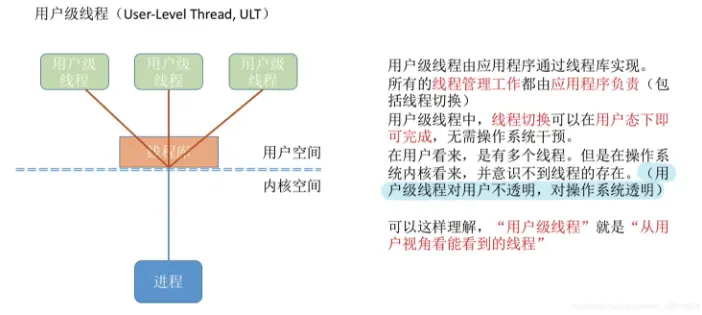 用户级线程（User-Level Thread, ULT）
用户级
线程
用户级
线程
用户级
线程
线程库
用户空间
内核空间
进程
用户级线程由应用程序通过线程库实现。
所有的线程管理工作都由应用程序负责（包
括线程切换）
用户级线程中，线程切换可以在用户态下即
可完成，无需操作系统干预。
在用户看来，是有多个线程。但是在操作系
统内核看来，并意识不到线程的存在。（用
户级线程对用户不透明，对操作系统透明）
可以这样理解，“用户级线程”就是“从用
户视角看能看到的线程”